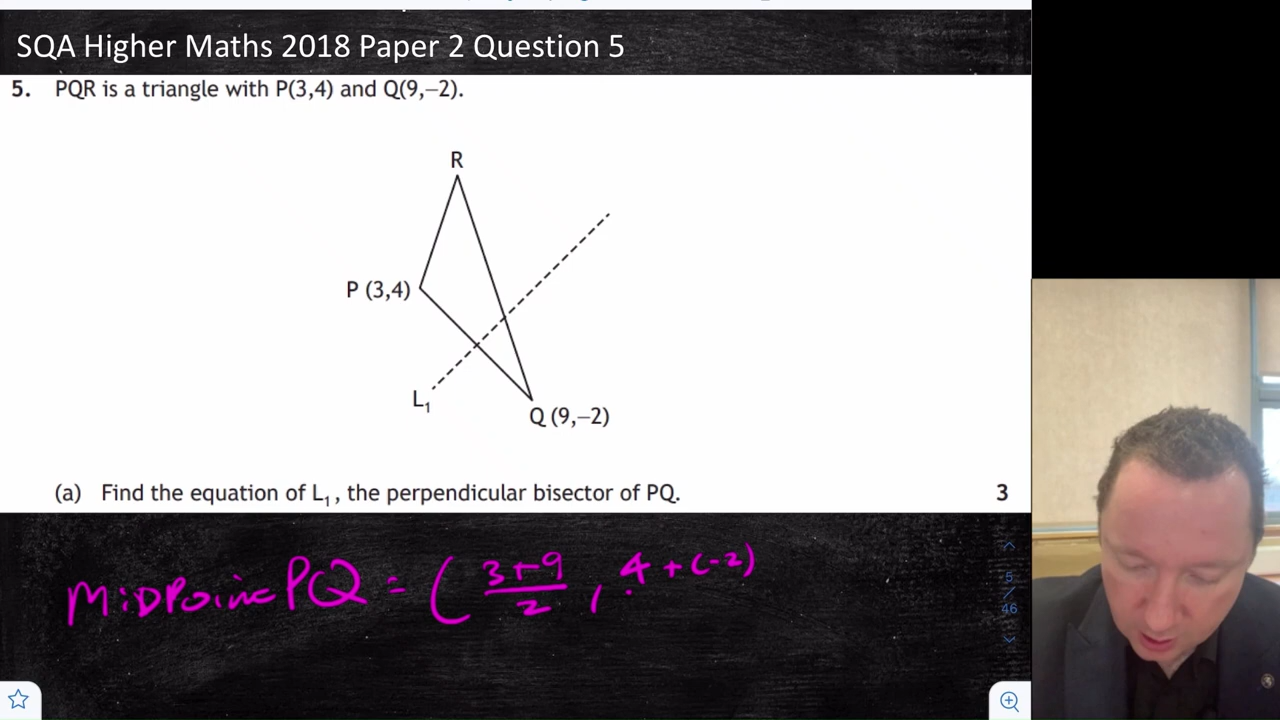 SQA Higher Maths 2018 Paper 2 Question 5
5. PQR is a triangle with P(3,4) and Q(9,−2).
R
P (3,4)
L₁
Q (9,−2)
(a) Find the equation of L₁, the perpendicular bisector of PQ. 3
MiDPoint PQ = ( 3+9/2 , 4 + (-2)
5
/
46